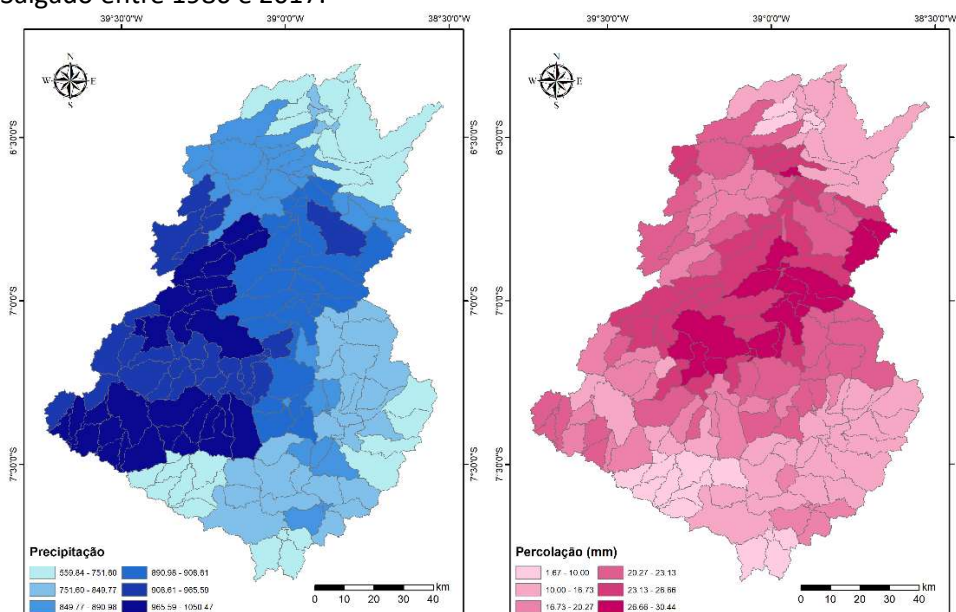 Salgado entre 1986 e 2017.
39°30'0"W 39°0'0"W 38°30'0"W
N
W E
S
6°30'0"S
7°0'0"S
7°30'0"S
Precipitação
559.84 - 751.60 890.98 - 908.61
751.60 - 849.77 908.61 - 965.59
849.77 - 890.98 965.59 - 1050.47
km
0 10 20 30 40
39°30'0"W 39°0'0"W 38°30'0"W
N
W E
S
6°30'0"S
7°0'0"S
7°30'0"S
Percolação (mm)
1.67 - 10.00 20.27 - 23.13
10.00 - 16.73 23.13 - 26.66
16.73 - 20.27 26.66 - 30.44
km
0 10 20 30 40